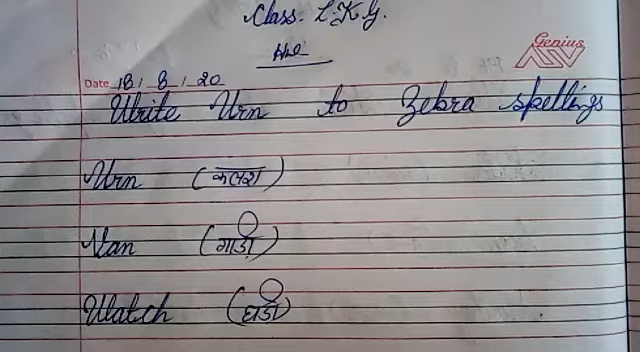 Class. L.K.G.
H.W
Genius
Date 18/8/20
Write Urn to Zebra spellings
Urn (कलश)
Van (गाडी)
Watch (घडी)